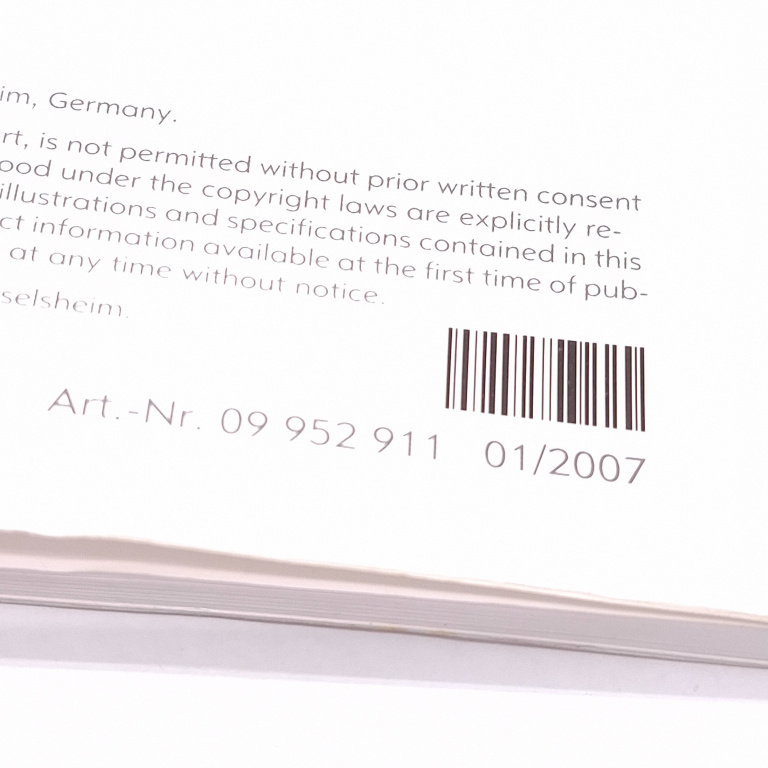 im, Germany.
rt, is not permitted without prior written consent
ood under the copyright laws are explicitly re-
illustrations and specifications contained in this
ct information available at the first time of pub-
at any time without notice.
selsheim.
Art.-Nr. 09 952 911 01/2007